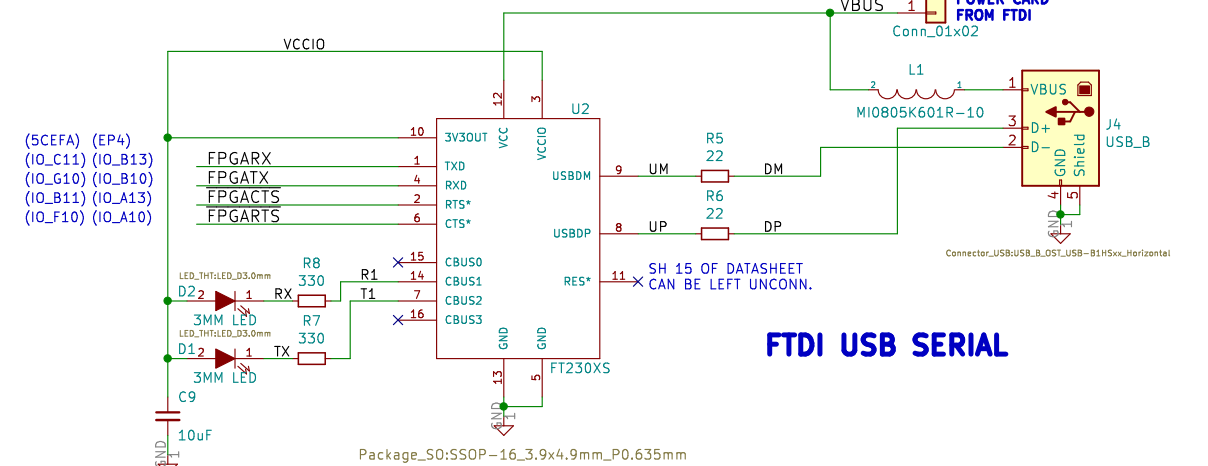 VBUS
1
FROM FTDI
Conn_01x02
VCCIO
12
3
U2
VCC
VCCIO
L1
2
1
MI0805K601R-10
1
VBUS
3
D+
2
D-
GND
Shield
4
5
J4
USB_B
GND
1
Connector_USB:USB_B_OST_USB-B1HSxx_Horizontal
(5CEFA) (EP4)
(IO_C11) (IO_B13)
(IO_G10) (IO_B10)
(IO_B11) (IO_A13)
(IO_F10) (IO_A10)
10
3V3OUT
FPGARX
1
TXD
FPGATX
4
RXD
FPGACTS
2
RTS*
FPGARTS
6
CTS*
USBDM
9
UM
R5
22
DM
USBDP
8
UP
R6
22
DP
RES*
11
SH 15 OF DATASHEET
CAN BE LEFT UNCONN.
15
CBUS0
R1
14
CBUS1
T1
7
CBUS2
16
CBUS3
LED_THT:LED_D3.0mm
D2
2
1
RX
R8
330
3MM LED
LED_THT:LED_D3.0mm
D1
2
1
TX
R7
330
3MM LED
C9
10uF
GND
1
GND
GND
13
5
FT230XS
GND
1
Package_SO:SSOP-16_3.9x4.9mm_P0.635mm
FTDI USB SERIAL